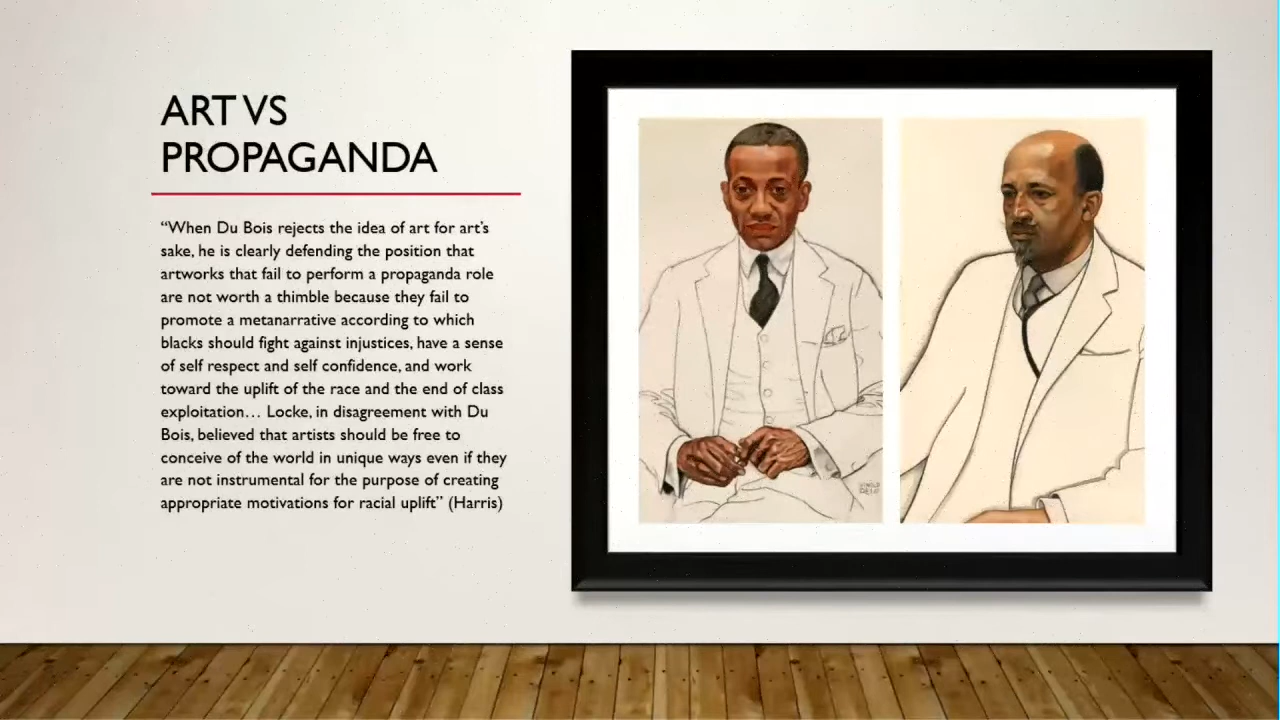 ART VS
PROPAGANDA
“When Du Bois rejects the idea of art for art’s
sake, he is clearly defending the position that
artworks that fail to perform a propaganda role
are not worth a thimble because they fail to
promote a metanarrative according to which
blacks should fight against injustices, have a sense
of self respect and self confidence, and work
toward the uplift of the race and the end of class
exploitation… Locke, in disagreement with Du
Bois, believed that artists should be free to
conceive of the world in unique ways even if they
are not instrumental for the purpose of creating
appropriate motivations for racial uplift” (Harris)